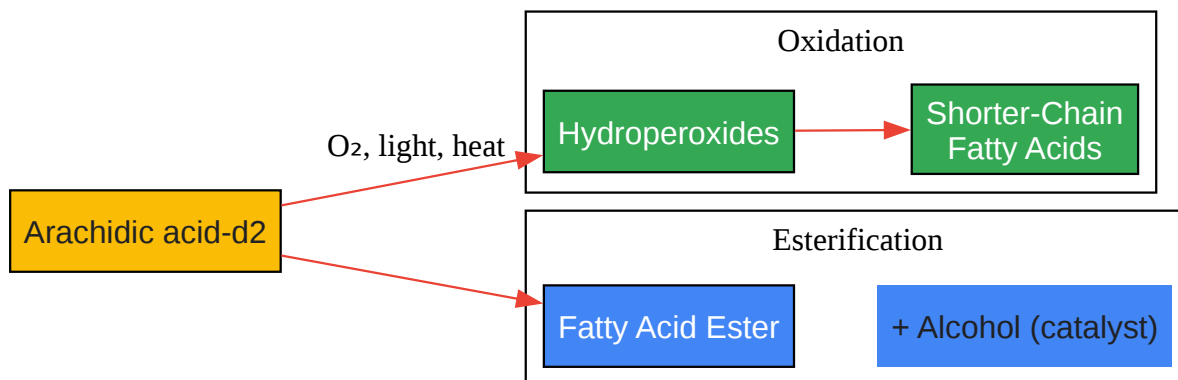 Oxidation
Hydroperoxides
Shorter-Chain
Fatty Acids
O₂, light, heat
Arachidic acid-d2
Esterification
Fatty Acid Ester
+ Alcohol (catalyst)